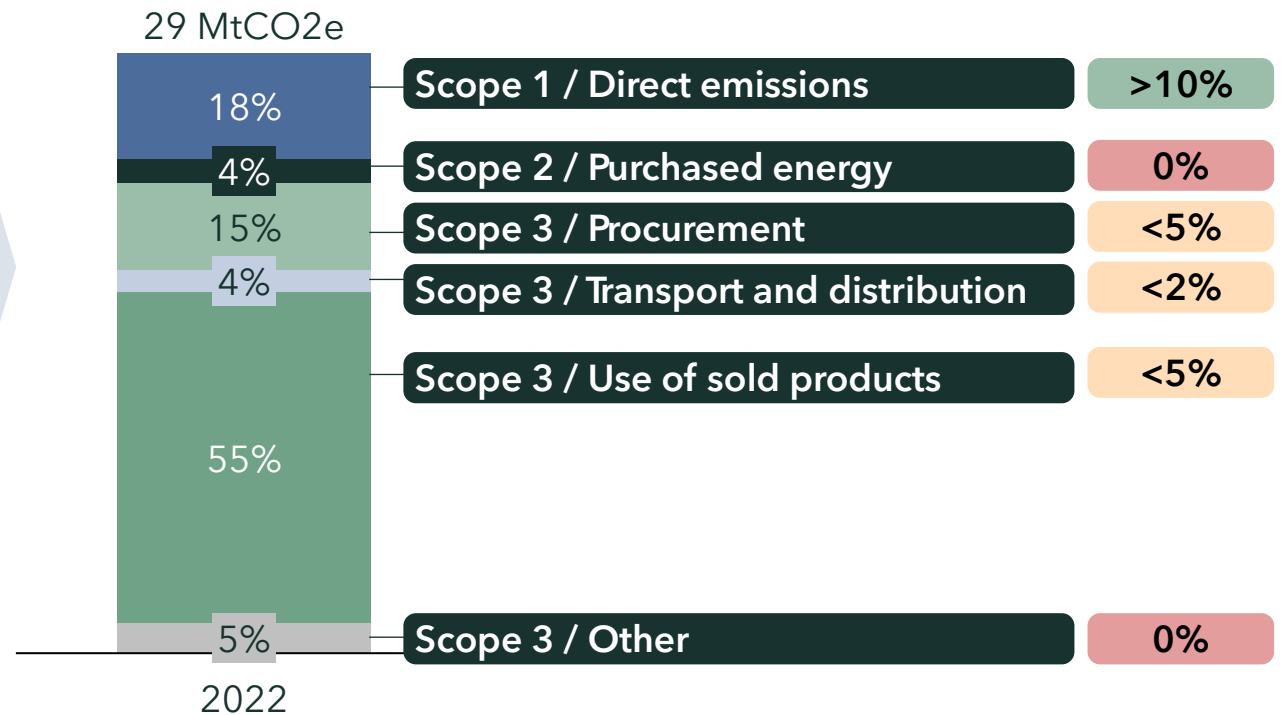 29 MtCO2e
18% Scope 1 / Direct emissions >10%
4% Scope 2 / Purchased energy 0%
15% Scope 3 / Procurement <5%
4% Scope 3 / Transport and distribution <2%
Scope 3 / Use of sold products <5%
55%
5% Scope 3 / Other 0%
2022